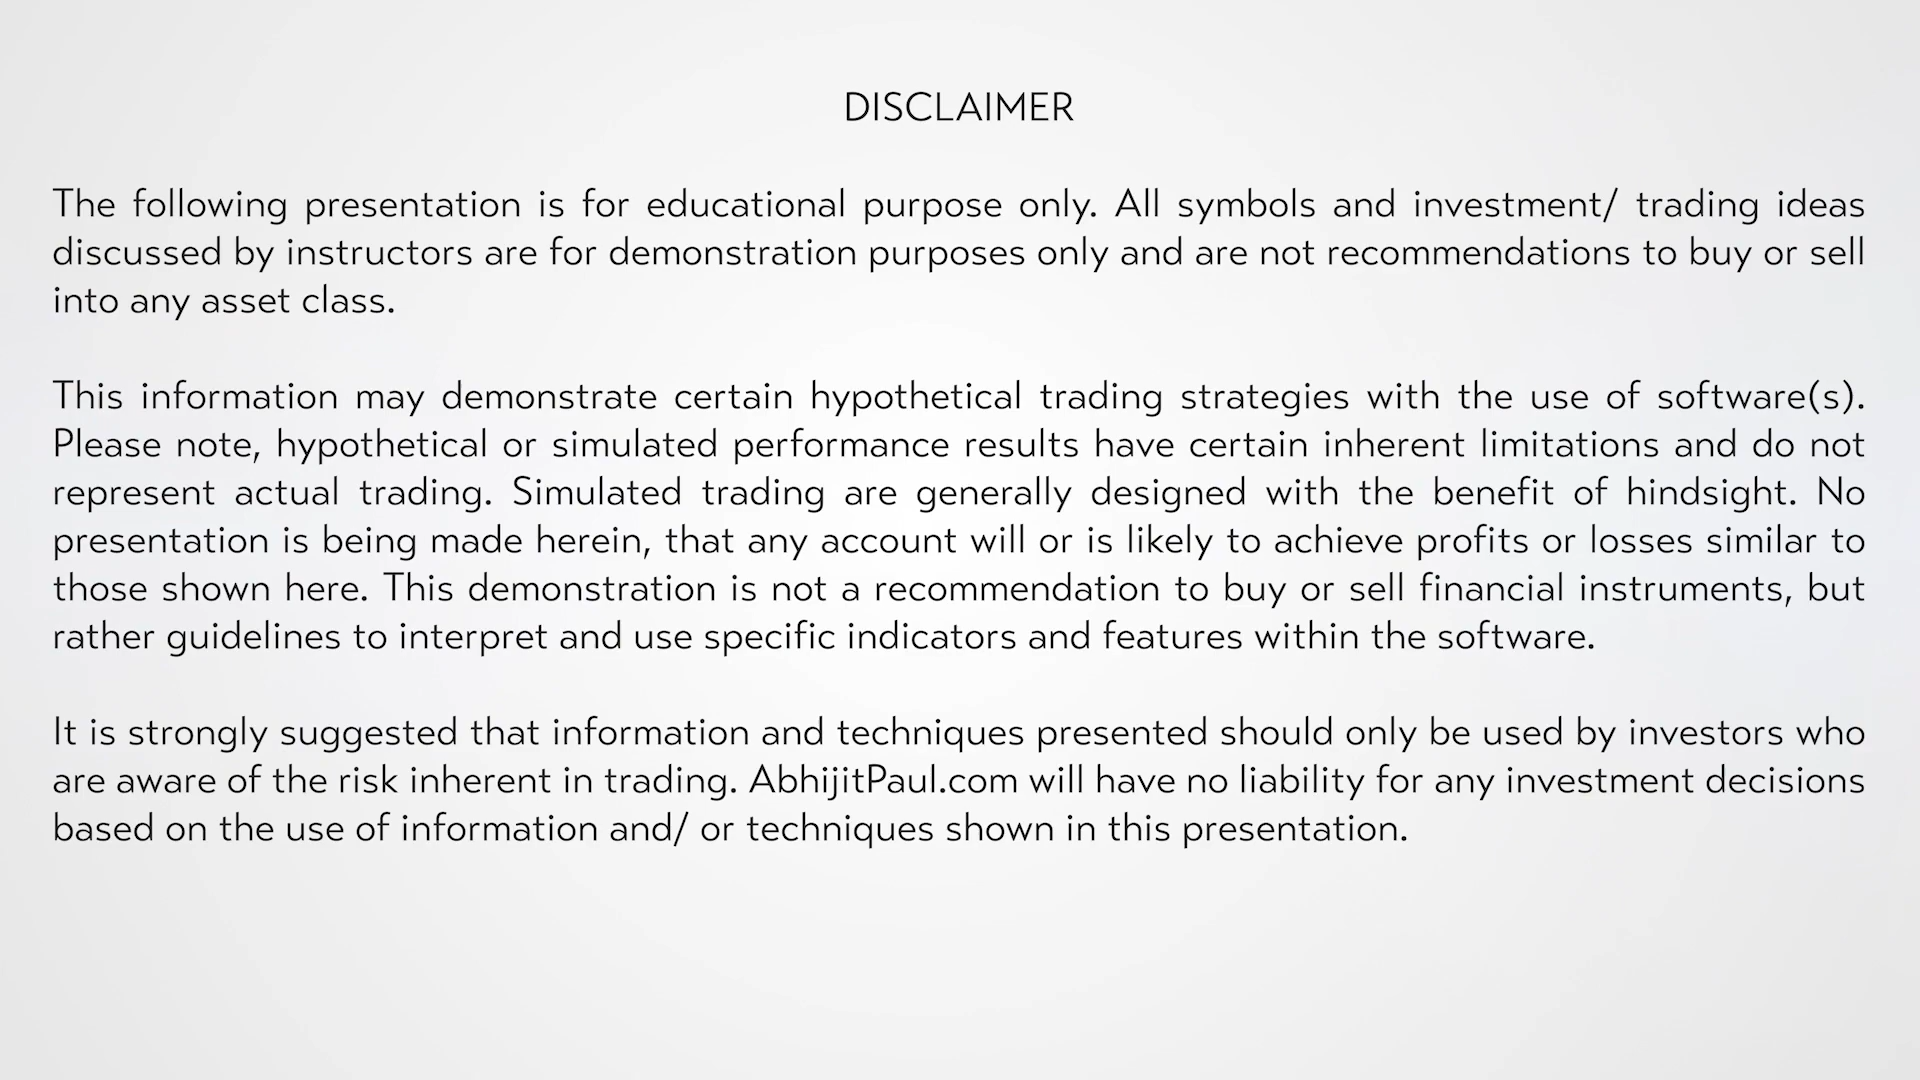 DISCLAIMER
The following presentation is for educational purpose only. All symbols and investment/ trading ideas
discussed by instructors are for demonstration purposes only and are not recommendations to buy or sell
into any asset class.
This information may demonstrate certain hypothetical trading strategies with the use of software(s).
Please note, hypothetical or simulated performance results have certain inherent limitations and do not
represent actual trading. Simulated trading are generally designed with the benefit of hindsight. No
presentation is being made herein, that any account will or is likely to achieve profits or losses similar to
those shown here. This demonstration is not a recommendation to buy or sell financial instruments, but
rather guidelines to interpret and use specific indicators and features within the software.
It is strongly suggested that information and techniques presented should only be used by investors who
are aware of the risk inherent in trading. AbhijitPaul.com will have no liability for any investment decisions
based on the use of information and/ or techniques shown in this presentation.